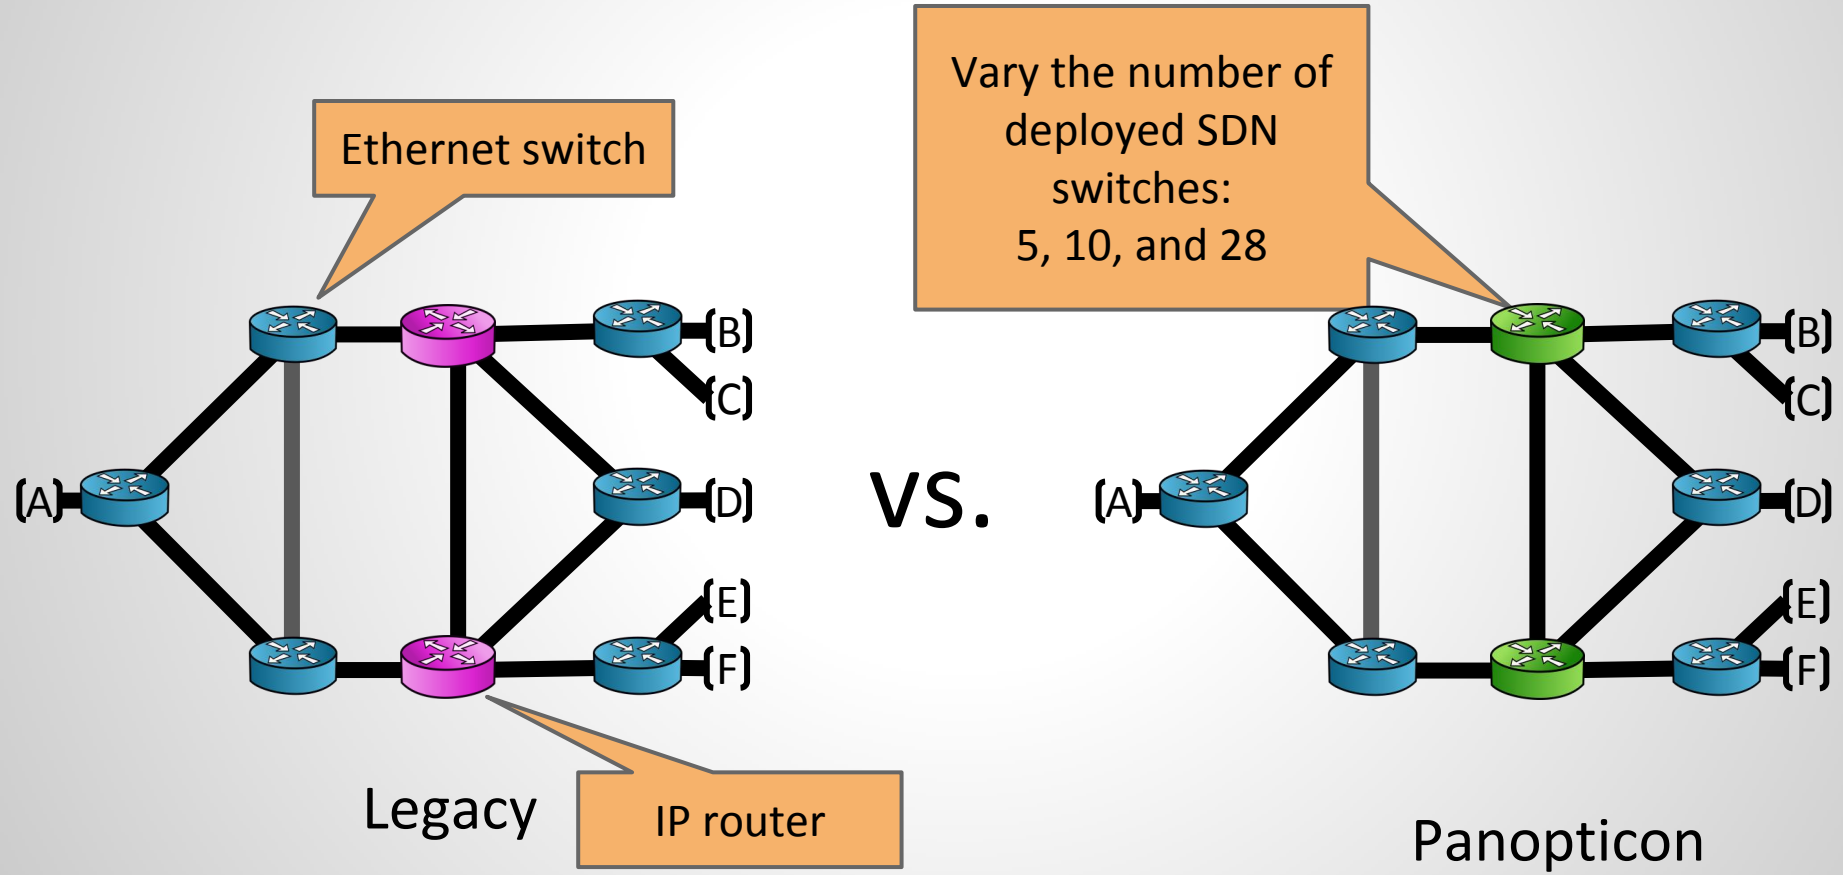 Vary the number of
deployed SDN
switches:
5, 10, and 28
Ethernet switch
[B]
[C]
[A]
[D]
[E]
[F]
vs.
[B]
[C]
[A]
[D]
[E]
[F]
Legacy
IP router
Panopticon